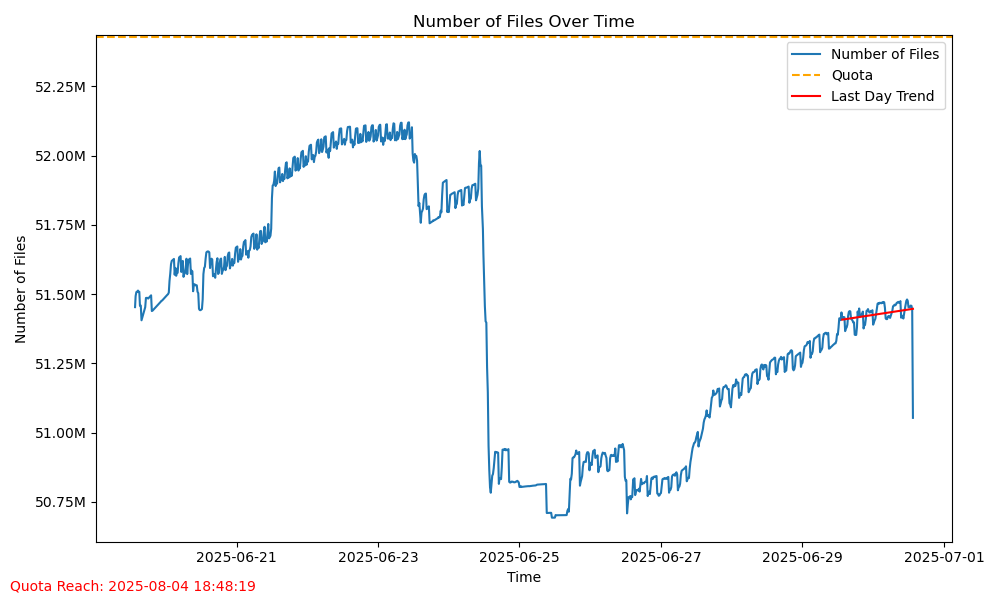 Number of Files Over Time
Number of Files
Quota
Last Day Trend
52.25M
52.00M
51.75M
51.50M
51.25M
51.00M
50.75M
Number of Files
2025-06-21
2025-06-23
2025-06-25
2025-06-27
2025-06-29
2025-07-01
Time
Quota Reach: 2025-08-04 18:48:19